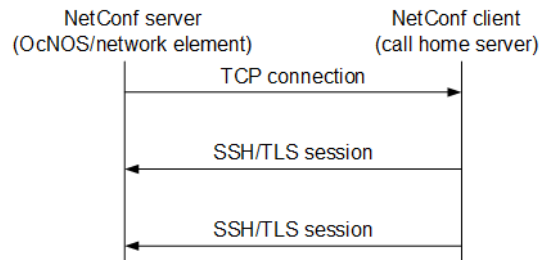 NetConf server
(OcNOS/network element)
NetConf client
(call home server)
TCP connection
SSH/TLS session
SSH/TLS session